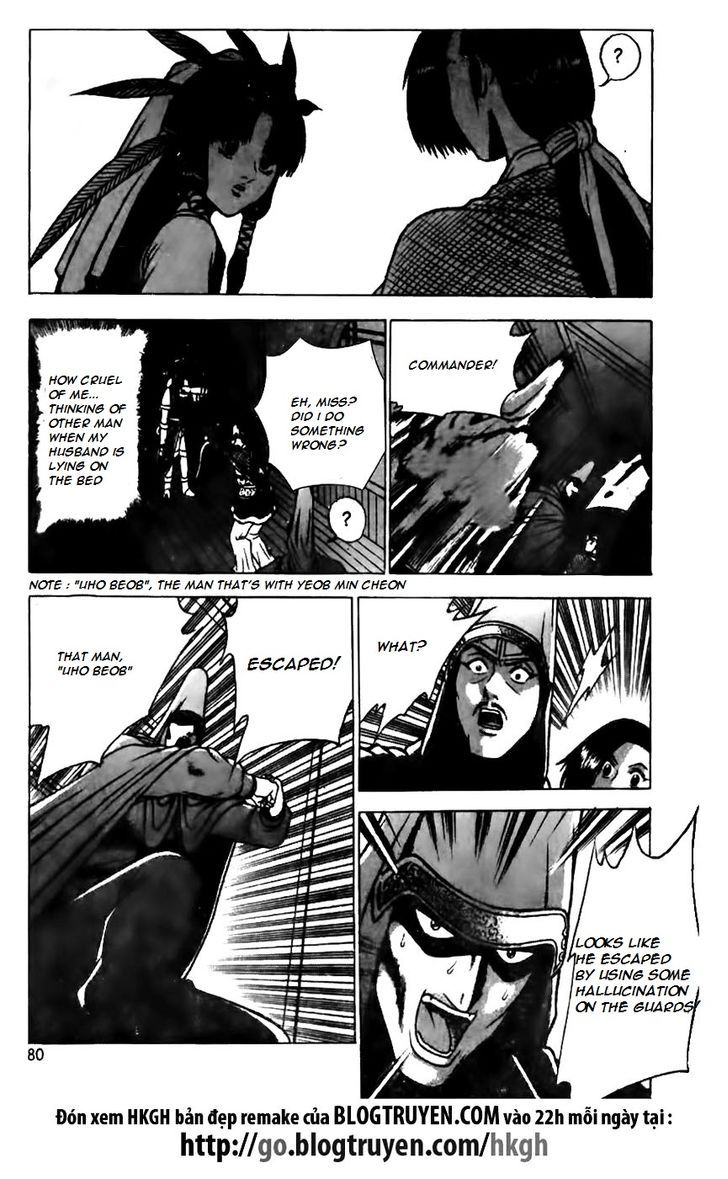 ?
HOW CRUEL
OF ME...
THINKING OF
OTHER MAN
WHEN MY
HUSBAND IS
LYING ON
THE BED
EH, MISS?
DID I DO
SOMETHING
WRONG?
?
COMMANDER!
NOTE : "UHO BEOB", THE MAN THAT'S WITH YEOB MIN CHEON
THAT MAN,
"UHO BEOB"
ESCAPED!
WHAT?
LOOKS LIKE
HE ESCAPED
BY USING SOME
HALLUCINATION
ON THE GUARDS!
80
Đón xem HKGH bản đẹp remake của BLOGTRUYEN.COM vào 22h mỗi ngày tại :
http://go.blogtruyen.com/hkgh